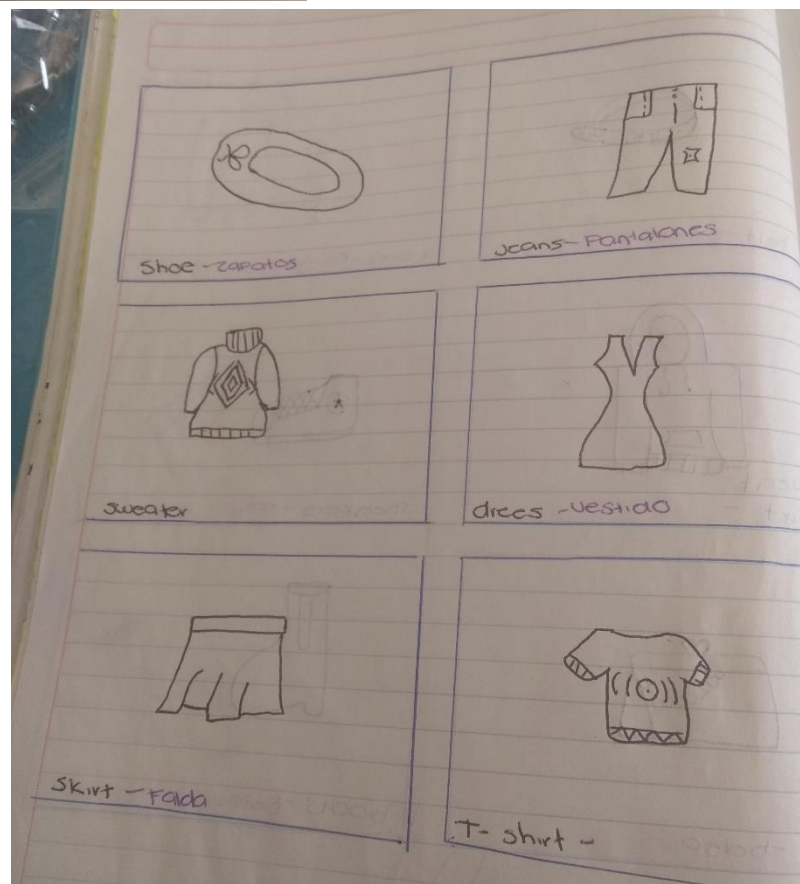 Shoe - zapatos
Jeans - Pantalones
sweater
drees - vestido
Skirt - Falda
T- shirt -